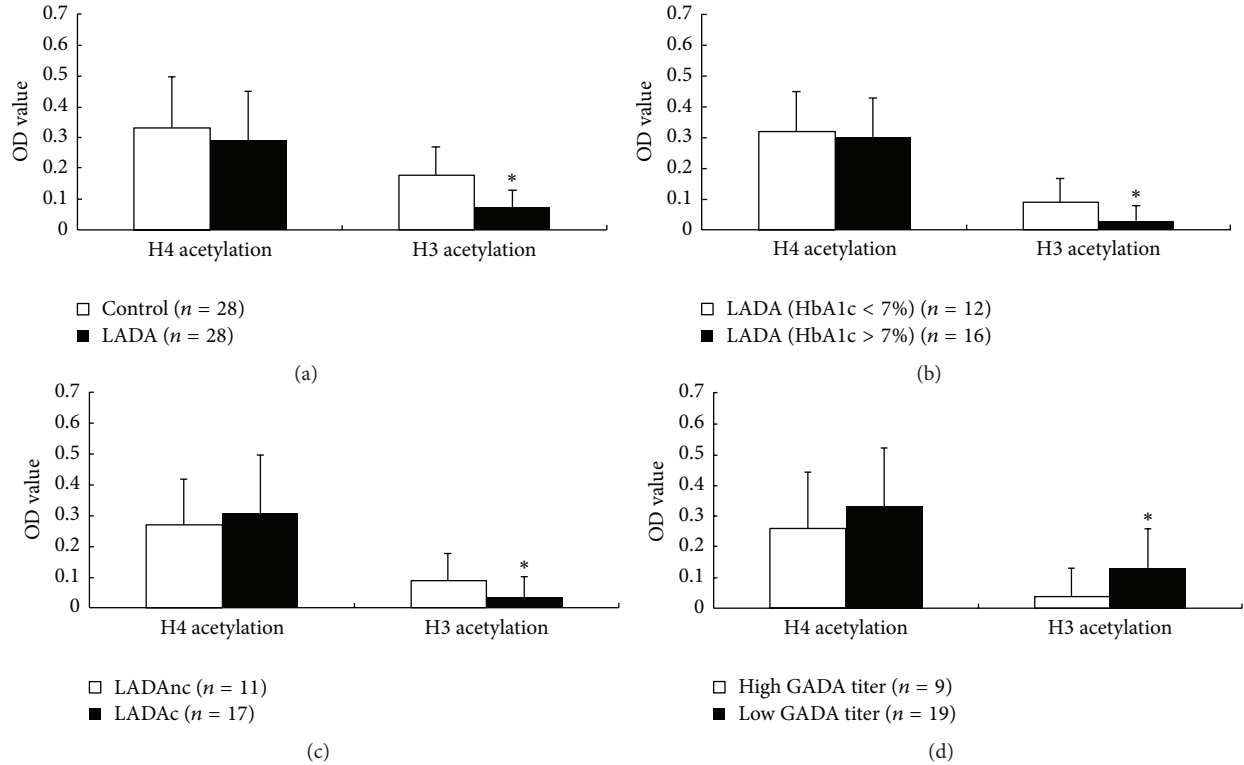 0.7
0.6
0.5
0.4
0.3
0.2
0.1
0
OD value
*
H4 acetylation H3 acetylation
Control (n = 28)
LADA (n = 28)
(a)
0.7
0.6
0.5
0.4
0.3
0.2
0.1
0
OD value
*
H4 acetylation H3 acetylation
LADA (HbA1c < 7%) (n = 12)
LADA (HbA1c > 7%) (n = 16)
(b)
0.7
0.6
0.5
0.4
0.3
0.2
0.1
0
OD value
*
H4 acetylation H3 acetylation
LADAnc (n = 11)
LADAc (n = 17)
(c)
0.7
0.6
0.5
0.4
0.3
0.2
0.1
0
OD value
*
H4 acetylation H3 acetylation
High GADA titer (n = 9)
Low GADA titer (n = 19)
(d)